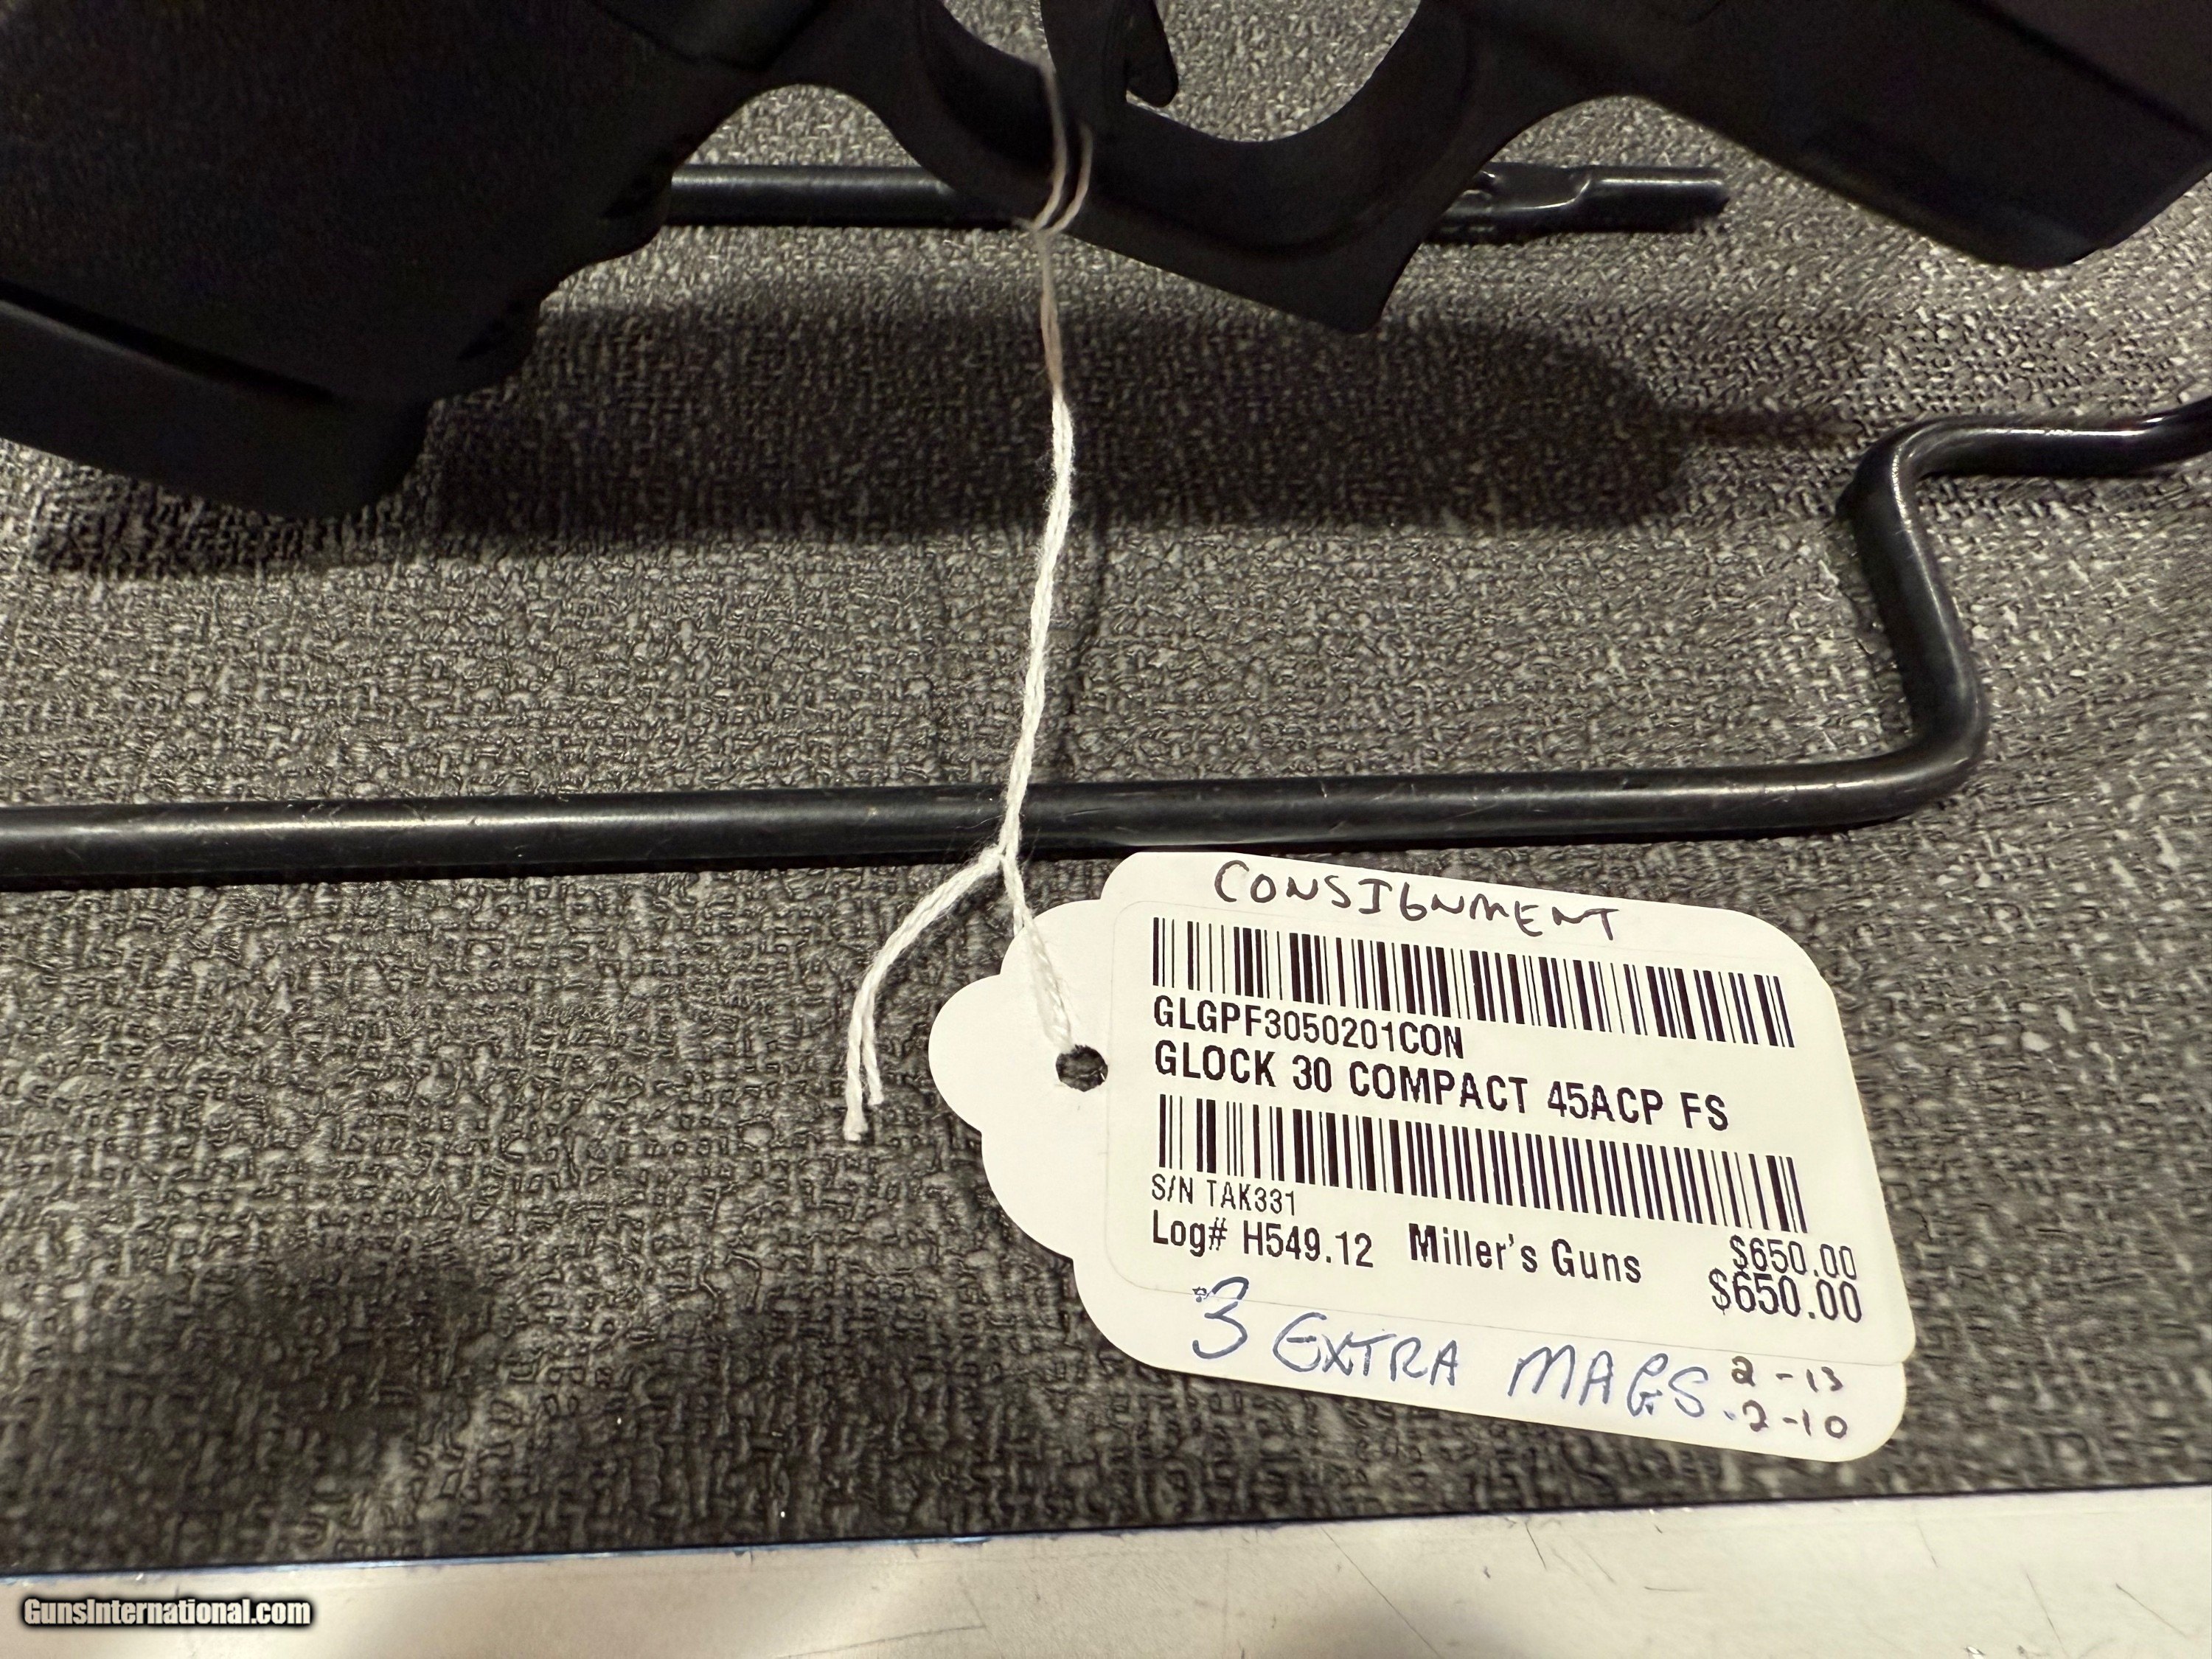 CONSIGNMENT
GLGPF3050201CON
GLOCK 30 COMPACT 45ACP FS
S/N TAK331
Log# H549.12 Miller's Guns $650.00
$650.00
3 EXTRA MAGS. 2-13
2-10
GunsInternational.com